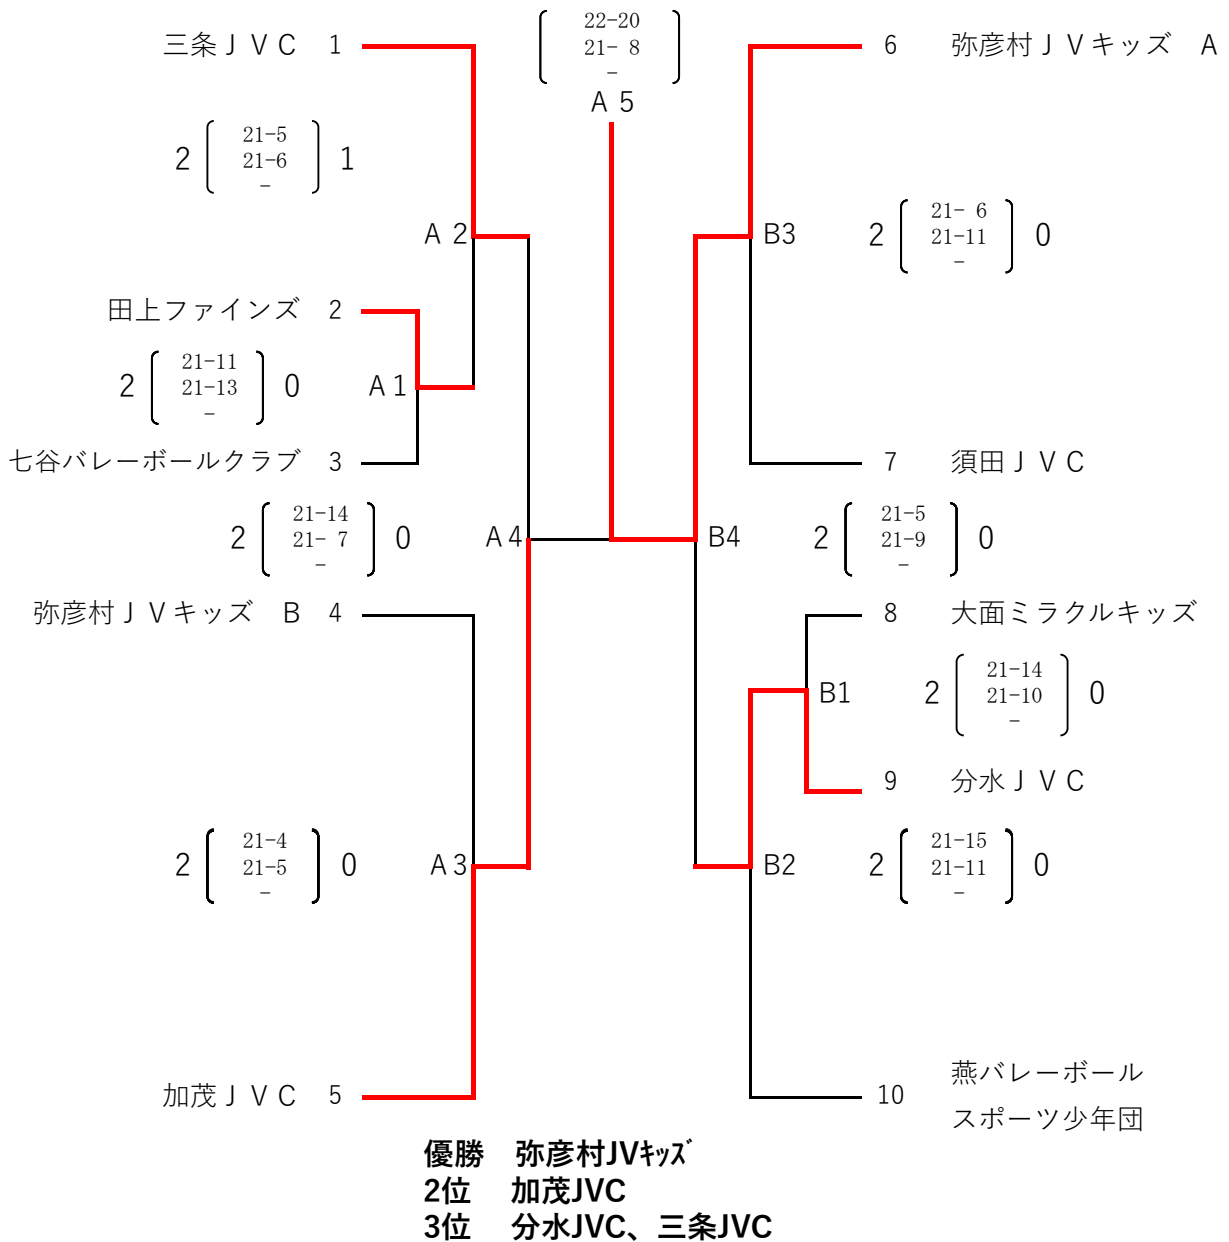 22-20
21- 8
-
A 5
三条ＪＶＣ 1
6 弥彦村ＪＶキッズ A
21-5
2 21-6 1
-
21- 6
A 2
B3
2 21-11 0
-
田上ファインズ 2
21-11
2 21-13 0
-
A 1
七谷バレーボールクラブ 3
7 須田ＪＶＣ
21-14
2 21- 7 0
-
A 4
B4
21-5
2 21-9 0
-
弥彦村ＪＶキッズ B 4
8 大面ミラクルキッズ
21-14
B1
2 21-10 0
-
9 分水ＪＶＣ
21-4
2 21-5 0
-
A 3
B2
21-15
2 21-11 0
-
加茂ＪＶＣ 5
10 燕バレーボール
スポーツ少年団
優勝 弥彦村JVｷｯｽﾞ
2位 加茂JVC
3位 分水JVC、三条JVC